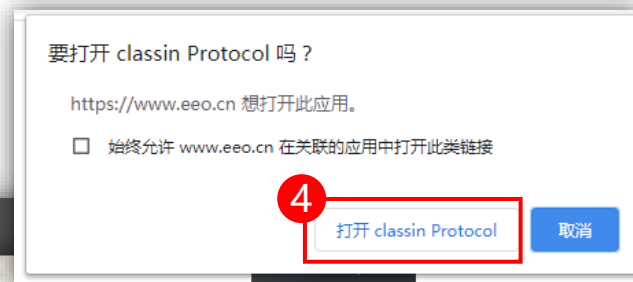 要打开 classin Protocol 吗？
https://www.eeo.cn 想打开此应用。
始终允许 www.eeo.cn 在关联的应用中打开此类链接
4
打开 classin Protocol
取消